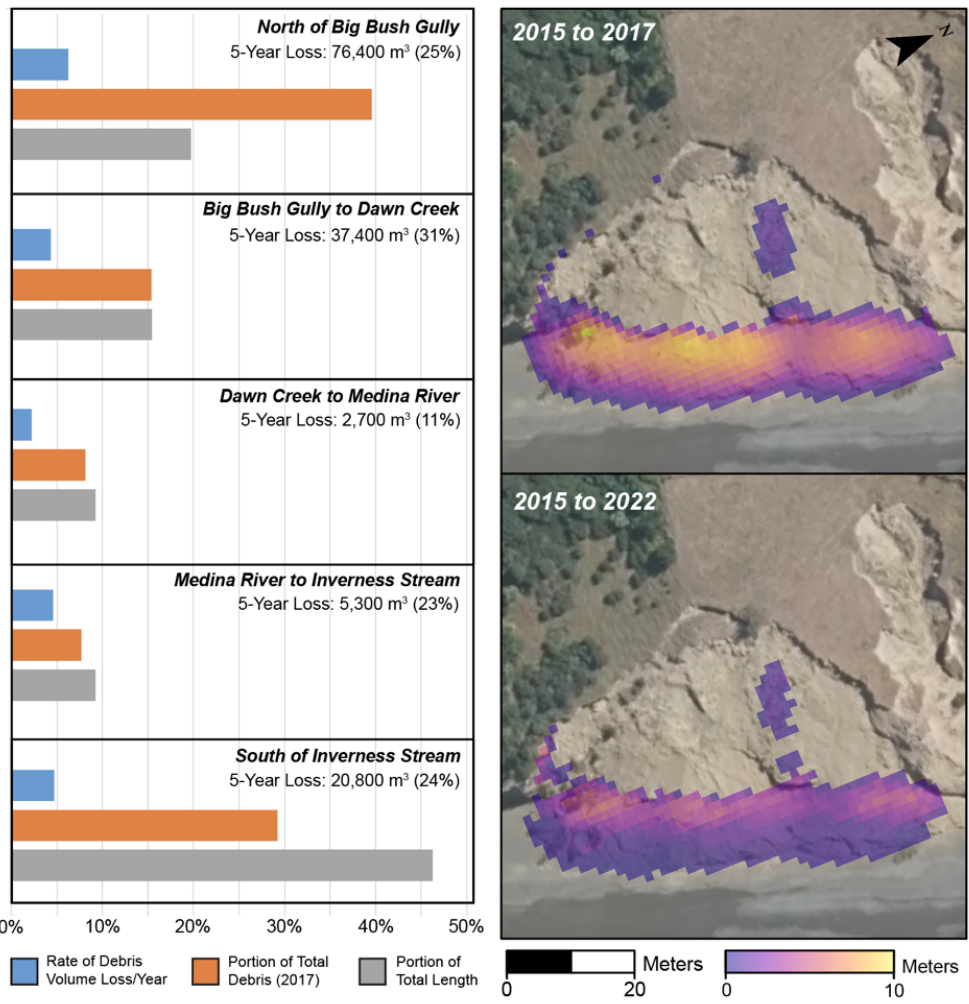 North of Big Bush Gully
5-Year Loss: 76,400 m³ (25%)
Big Bush Gully to Dawn Creek
5-Year Loss: 37,400 m³ (31%)
Dawn Creek to Medina River
5-Year Loss: 2,700 m³ (11%)
Medina River to Inverness Stream
5-Year Loss: 5,300 m³ (23%)
South of Inverness Stream
5-Year Loss: 20,800 m³ (24%)
0%
10%
20%
30%
40%
50%
Rate of Debris
Volume Loss/Year
Portion of Total
Debris (2017)
Portion of
Total Length
2015 to 2017
N
2015 to 2022
Meters
0
20
Meters
0
10